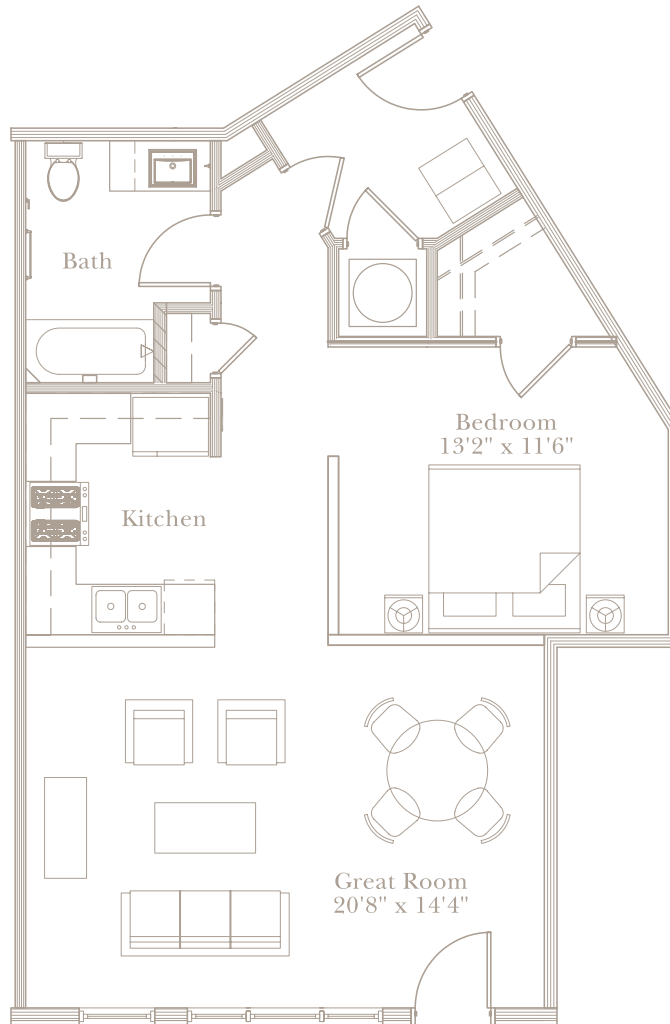 Bath
Bedroom
13'2" x 11'6"
Kitchen
Great Room
20'8" x 14'4"